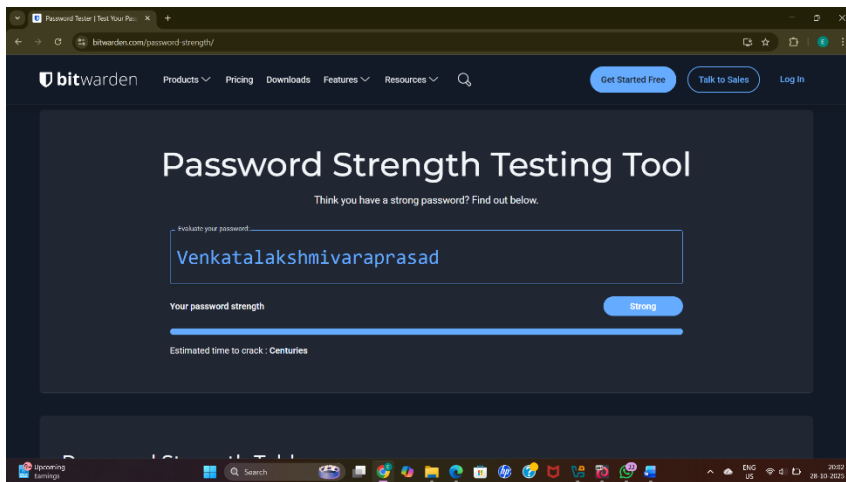 Password Tester | Test Your Pas
bitwarden.com/password-strength/
bitwarden Products Pricing Downloads Features Resources Get Started Free Talk to Sales Log In
Password Strength Testing Tool
Think you have a strong password? Find out below.
Evaluate your password
Venkatalakshmivaraprasad
Your password strength Strong
Estimated time to crack : Centuries
Upcoming
Earnings
Search
ENG
US
20:02
28-10-2025